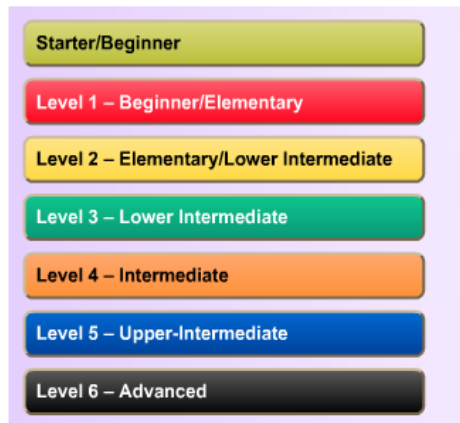 Starter/Beginner
Level 1 – Beginner/Elementary
Level 2 – Elementary/Lower Intermediate
Level 3 – Lower Intermediate
Level 4 – Intermediate
Level 5 – Upper-Intermediate
Level 6 – Advanced